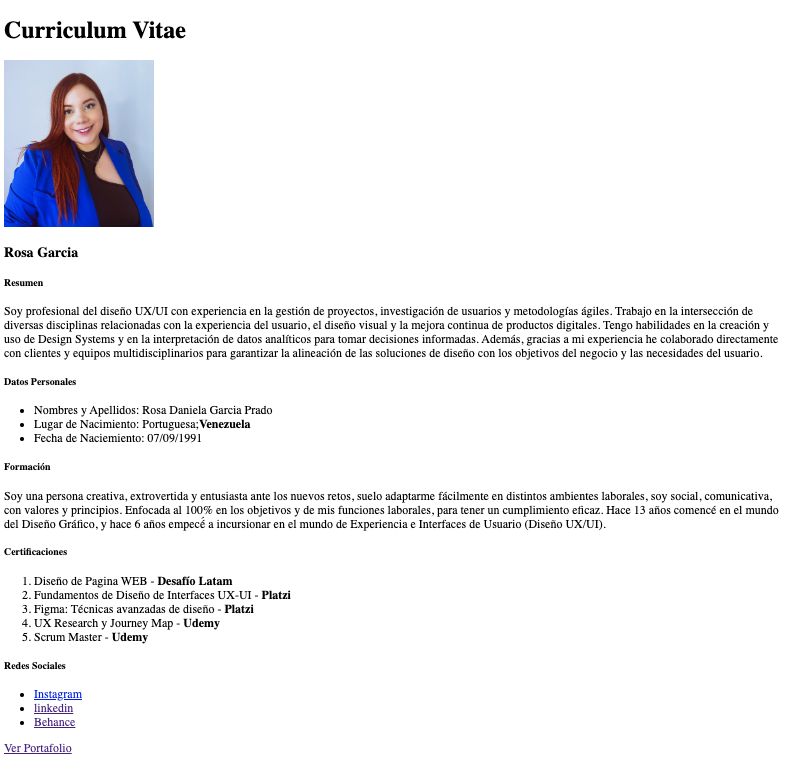 Curriculum Vitae
Rosa Garcia
Resumen
Soy profesional del diseño UX/UI con experiencia en la gestión de proyectos, investigación de usuarios y metodologías ágiles. Trabajo en la intersección de
diversas disciplinas relacionadas con la experiencia del usuario, el diseño visual y la mejora continua de productos digitales. Tengo habilidades en la creación y
uso de Design Systems y en la interpretación de datos analíticos para tomar decisiones informadas. Además, gracias a mi experiencia he colaborado directamente
con clientes y equipos multidisciplinarios para garantizar la alineación de las soluciones de diseño con los objetivos del negocio y las necesidades del usuario.
Datos Personales
• Nombres y Apellidos: Rosa Daniela Garcia Prado
• Lugar de Nacimiento: Portuguesa;Venezuela
• Fecha de Naciemiento: 07/09/1991
Formación
Soy una persona creativa, extrovertida y entusiasta ante los nuevos retos, suelo adaptarme fácilmente en distintos ambientes laborales, soy social, comunicativa,
con valores y principios. Enfocada al 100% en los objetivos y de mis funciones laborales, para tener un cumplimiento eficaz. Hace 13 años comencé en el mundo
del Diseño Gráfico, y hace 6 años empecé a incursionar en el mundo de Experiencia e Interfaces de Usuario (Diseño UX/UI).
Certificaciones
1. Diseño de Pagina WEB - Desafío Latam
2. Fundamentos de Diseño de Interfaces UX-UI - Platzi
3. Figma: Técnicas avanzadas de diseño - Platzi
4. UX Research y Journey Map - Udemy
5. Scrum Master - Udemy
Redes Sociales
• Instagram
• linkedin
• Behance
Ver Portafolio